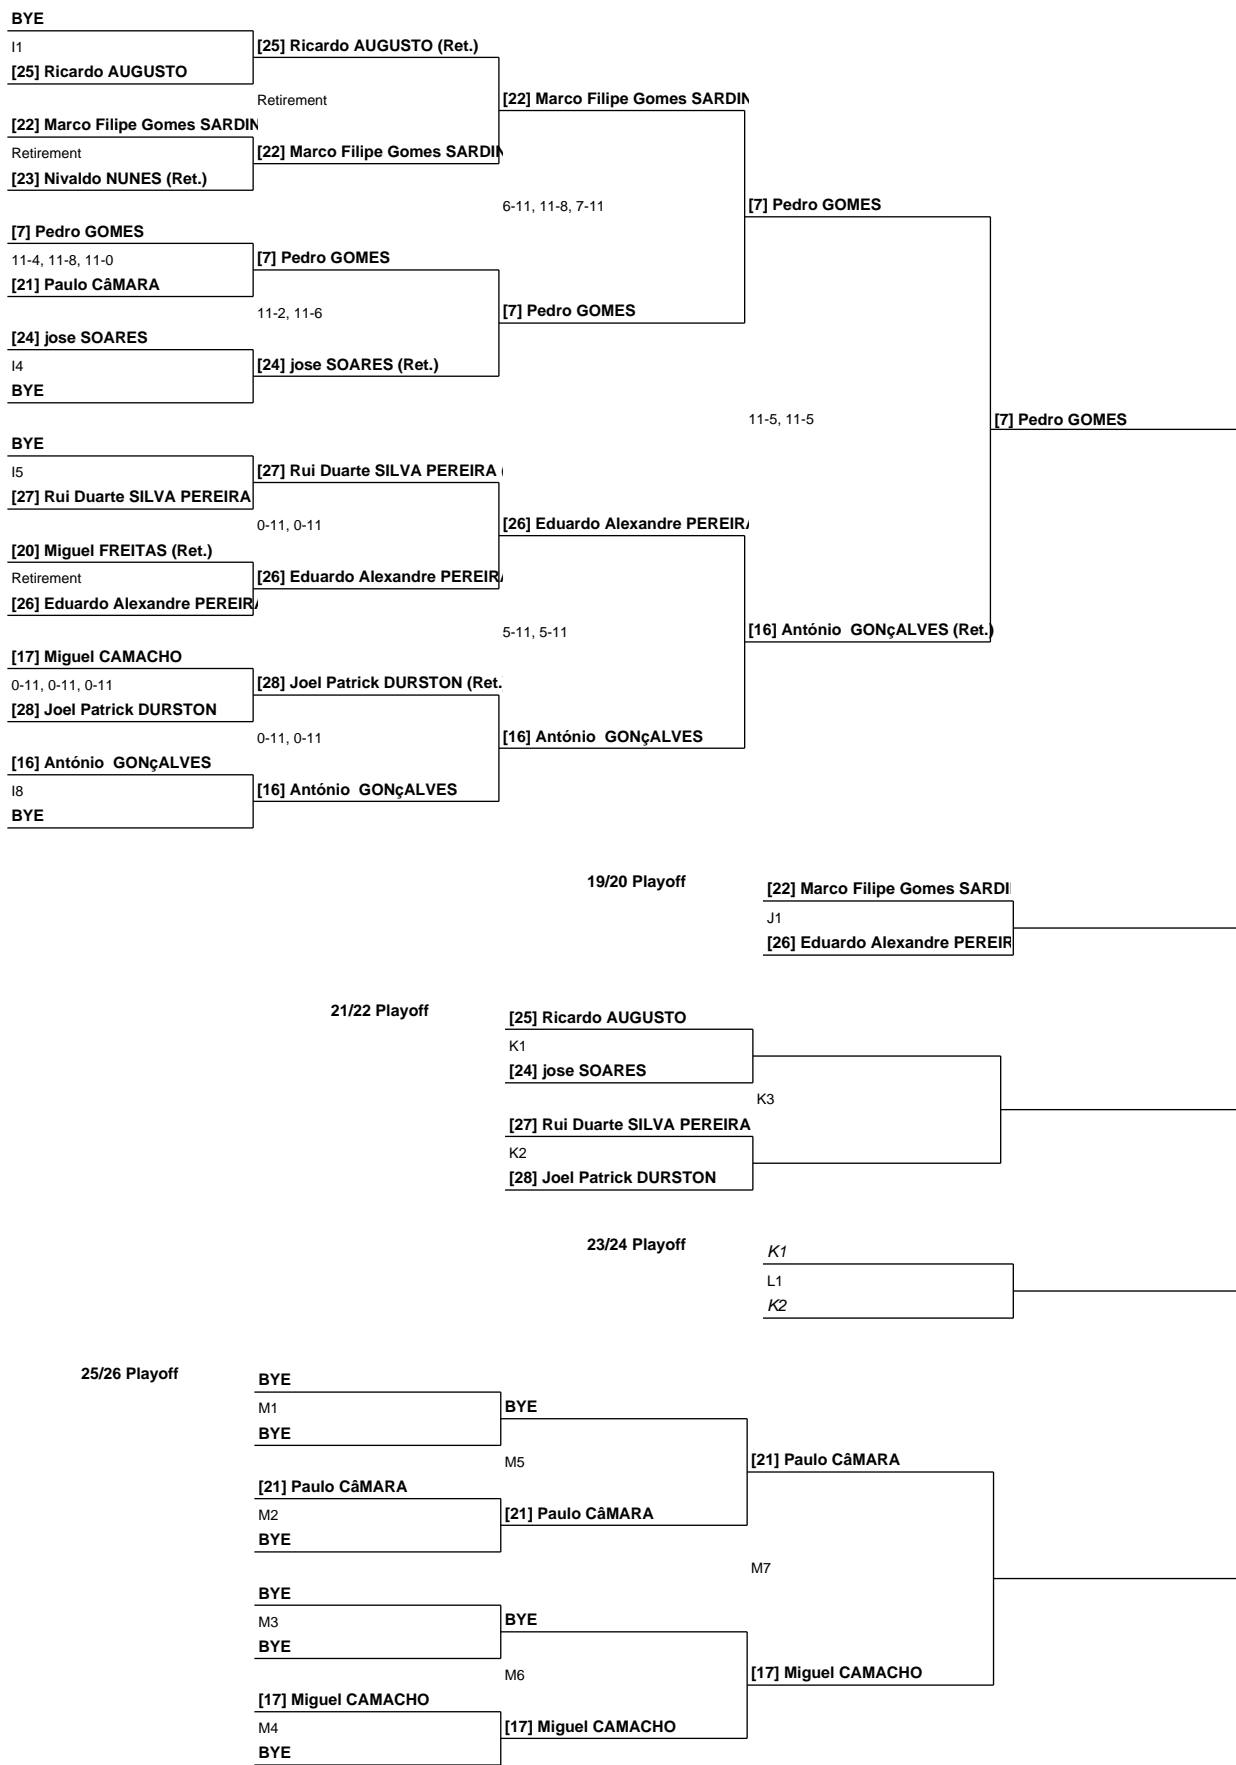 BYE
I1
[25] Ricardo AUGUSTO (Ret.)
[25] Ricardo AUGUSTO
Retirement
[22] Marco Filipe Gomes SARDIN
[22] Marco Filipe Gomes SARDIN
Retirement
[22] Marco Filipe Gomes SARDIN
[23] Nivaldo NUNES (Ret.)
6-11, 11-8, 7-11
[7] Pedro GOMES
[7] Pedro GOMES
11-4, 11-8, 11-0
[7] Pedro GOMES
[21] Paulo CâMARA
11-2, 11-6
[7] Pedro GOMES
[24] jose SOARES
I4
[24] jose SOARES (Ret.)
BYE
11-5, 11-5
[7] Pedro GOMES
BYE
I5
[27] Rui Duarte SILVA PEREIRA (
[27] Rui Duarte SILVA PEREIRA
0-11, 0-11
[26] Eduardo Alexandre PEREIRA
[20] Miguel FREITAS (Ret.)
Retirement
[26] Eduardo Alexandre PEREIRA
[26] Eduardo Alexandre PEREIRA
5-11, 5-11
[16] António  GONçALVES (Ret.)
[17] Miguel CAMACHO
0-11, 0-11, 0-11
[28] Joel Patrick DURSTON (Ret.
[28] Joel Patrick DURSTON
0-11, 0-11
[16] António  GONçALVES
[16] António  GONçALVES
I8
[16] António  GONçALVES
BYE
19/20 Playoff
[22] Marco Filipe Gomes SARDI
J1
[26] Eduardo Alexandre PEREIR
21/22 Playoff
[25] Ricardo AUGUSTO
K1
[24] jose SOARES
K3
[27] Rui Duarte SILVA PEREIRA
K2
[28] Joel Patrick DURSTON
23/24 Playoff
K1
L1
K2
25/26 Playoff
BYE
M1
BYE
BYE
M5
[21] Paulo CâMARA
[21] Paulo CâMARA
M2
[21] Paulo CâMARA
BYE
M7
BYE
M3
BYE
BYE
M6
[17] Miguel CAMACHO
[17] Miguel CAMACHO
M4
[17] Miguel CAMACHO
BYE